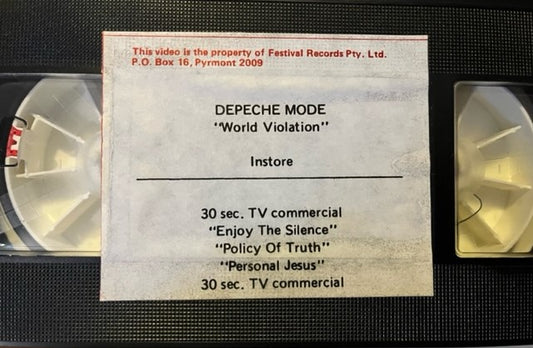 This video is the property of Festival Records Pty. Ltd.
P.O. Box 16, Pyrmont 2009
DEPECHE MODE
"World Violation"
Instore
30 sec. TV commercial
"Enjoy The Silence"
"Policy Of Truth"
"Personal Jesus"
30 sec. TV commercial